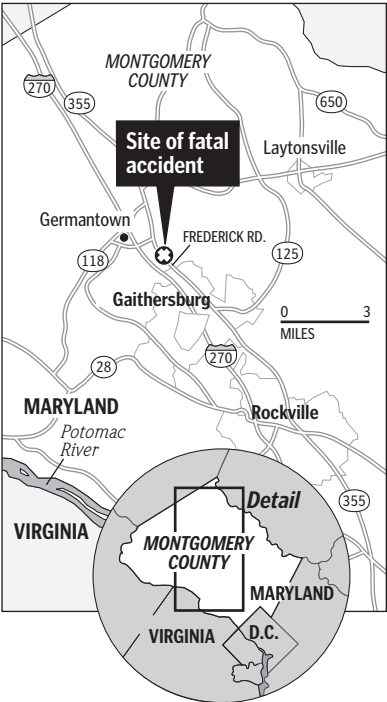 MONTGOMERY
COUNTY
270
355
650
Site of fatal
accident
Laytonsville
Germantown
FREDERICK RD.
118
125
Gaithersburg
0 3
MILES
270
28
MARYLAND
Rockville
Potomac
River
355
Detail
VIRGINIA
MONTGOMERY
COUNTY
MARYLAND
VIRGINIA
D.C.